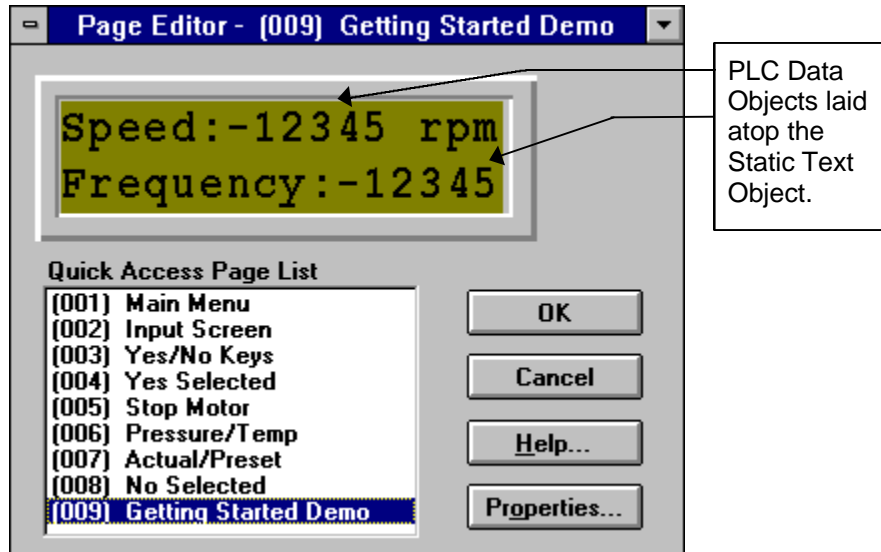 Page Editor - (009) Getting Started Demo
Speed:-12345 rpm
Frequency:-12345
PLC Data
Objects laid
atop the
Static Text
Object.
Quick Access Page List
(001) Main Menu
(002) Input Screen
(003) Yes/No Keys
(004) Yes Selected
(005) Stop Motor
(006) Pressure/Temp
(007) Actual/Preset
(008) No Selected
(009) Getting Started Demo
OK
Cancel
Help...
Properties...